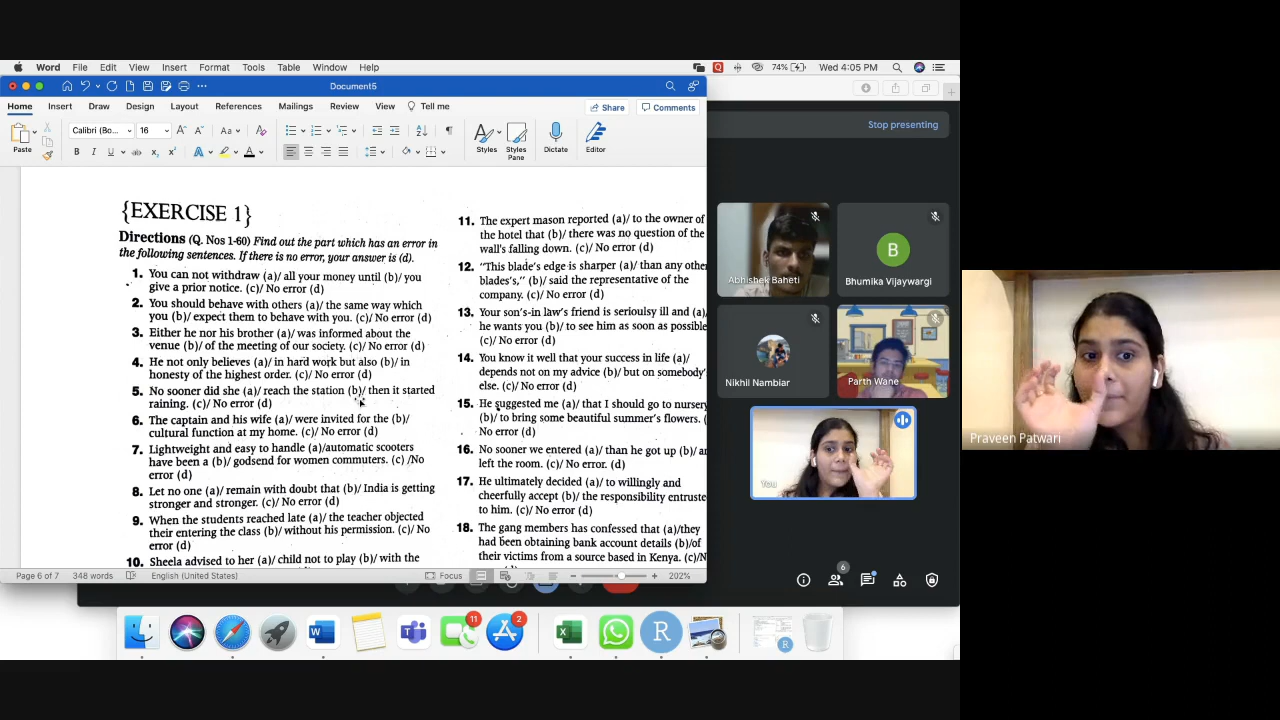 Word File Edit View Insert Format Tools Table Window Help
74% Wed 4:05 PM
Document5
Home Insert Draw Design Layout References Mailings Review View Tell me
Share Comments
Stop presenting
Calibri (Bo... 16
Paste
Styles
Styles Pane
Dictate
Editor
{EXERCISE 1}
Directions (Q. Nos 1-60) Find out the part which has an error in
the following sentences. If there is no error, your answer is (d).
1. You can not withdraw (a)/ all your money until (b)/ you
give a prior notice. (c)/ No error (d)
2. You should behave with others (a)/ the same way which
you (b)/ expect them to behave with you. (c)/ No error (d)
3. Either he nor his brother (a)/ was informed about the
venue (b)/ of the meeting of our society. (c)/ No error (d)
4. He not only believes (a)/ in hard work but also (b)/ in
honesty of the highest order. (c)/ No error (d)
5. No sooner did she (a)/ reach the station (b)/ then it started
raining. (c)/ No error (d)
6. The captain and his wife (a)/ were invited for the (b)/
cultural function at my home. (c)/ No error (d)
7. Lightweight and easy to handle (a)/automatic scooters
have been a (b)/ godsend for women commuters. (c) /No
error (d)
8. Let no one (a)/ remain with doubt that (b)/ India is getting
stronger and stronger. (c)/ No error (d)
9. When the students reached late (a)/ the teacher objected
their entering the class (b)/ without his permission. (c)/ No
error (d)
10. Sheela advised to her (a)/ child not to play (b)/ with the
11. The expert mason reported (a)/ to the owner of
the hotel that (b)/ there was no question of the
wall's falling down. (c)/ No error (d)
12. "This blade's edge is sharper (a)/ than any othe
blades's," (b)/ said the representative of the
company. (c)/ No error (d)
13. Your son's-in law's friend is serioulsy ill and (a)
he wants you (b)/ to see him as soon as possible
(c)/ No error (d)
14. You know it well that your success in life (a)/
depends not on my advice (b)/ but on somebody'
else. (c)/ No error (d)
15. He suggested me (a)/ that I should go to nursery
(b)/ to bring some beautiful summer's flowers. (
No error (d)
16. No sooner we entered (a)/ than he got up (b)/ a
left the room. (c)/ No error. (d)
17. He ultimately decided (a)/ to willingly and
cheerfully accept (b)/ the responsibility entruste
to him. (c)/ No error (d)
18. The gang members has confessed that (a)/they
had been obtaining bank account details (b)/of
their victims from a source based in Kenya. (c)/N
Page 6 of 7 348 words English (United States) Focus 202%
Abhishek Baheti
B
Bhumika Vijaywargi
Nikhil Nambiar
Parth Wane
You
Praveen Patwari
6
11
2
W
X
R
R